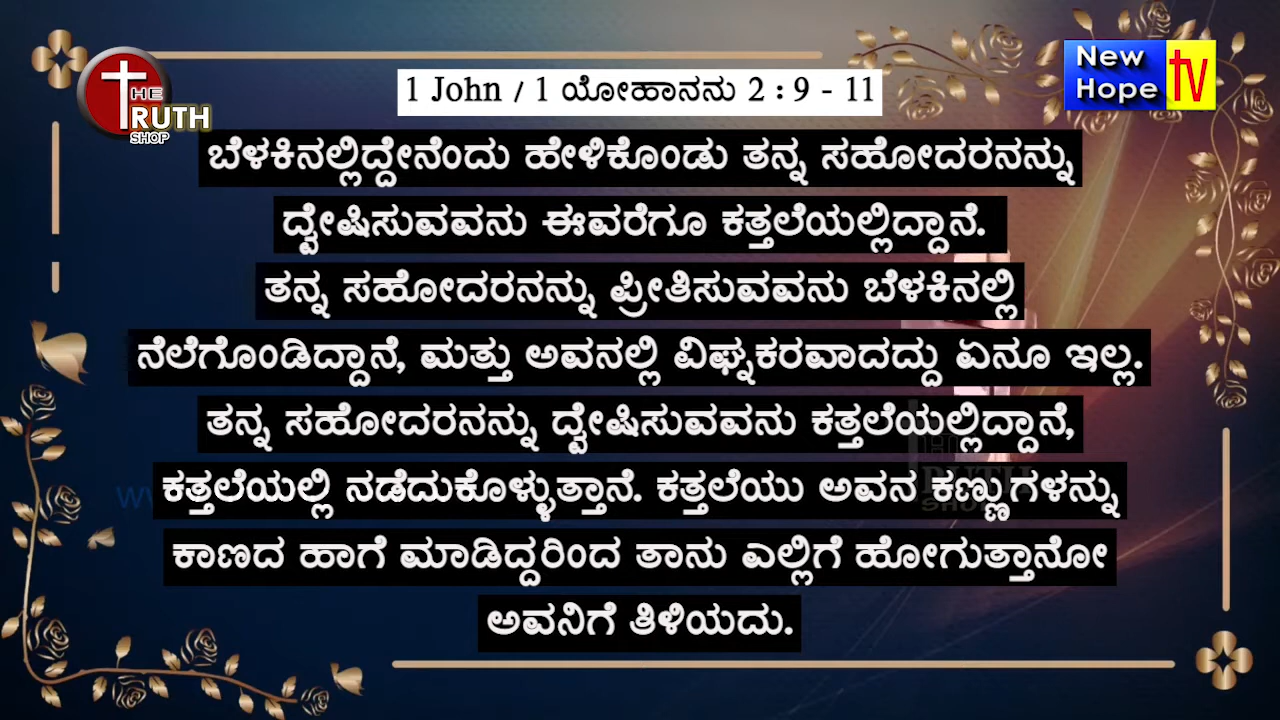 THE
TRUTH
SHOP
New
Hope
tv
1 John / 1 ಯೋಹಾನನು 2 : 9 - 11
ಬೆಳಕಿನಲ್ಲಿದ್ದೇನೆಂದು ಹೇಳಿಕೊಂಡು ತನ್ನ ಸಹೋದರನನ್ನು
ದ್ವೇಷಿಸುವವನು ಈವರೆಗೂ ಕತ್ತಲೆಯಲ್ಲಿದ್ದಾನೆ.
ತನ್ನ ಸಹೋದರನನ್ನು ಪ್ರೀತಿಸುವವನು ಬೆಳಕಿನಲ್ಲಿ
ನೆಲೆಗೊಂಡಿದ್ದಾನೆ, ಮತ್ತು ಅವನಲ್ಲಿ ವಿಘ್ನಕರವಾದದ್ದು ಏನೂ ಇಲ್ಲ.
ತನ್ನ ಸಹೋದರನನ್ನು ದ್ವೇಷಿಸುವವನು ಕತ್ತಲೆಯಲ್ಲಿದ್ದಾನೆ,
ಕತ್ತಲೆಯಲ್ಲಿ ನಡೆದುಕೊಳ್ಳುತ್ತಾನೆ. ಕತ್ತಲೆಯು ಅವನ ಕಣ್ಣುಗಳನ್ನು
ಕಾಣದ ಹಾಗೆ ಮಾಡಿದ್ದರಿಂದ ತಾನು ಎಲ್ಲಿಗೆ ಹೋಗುತ್ತಾನೋ
ಅವನಿಗೆ ತಿಳಿಯದು.